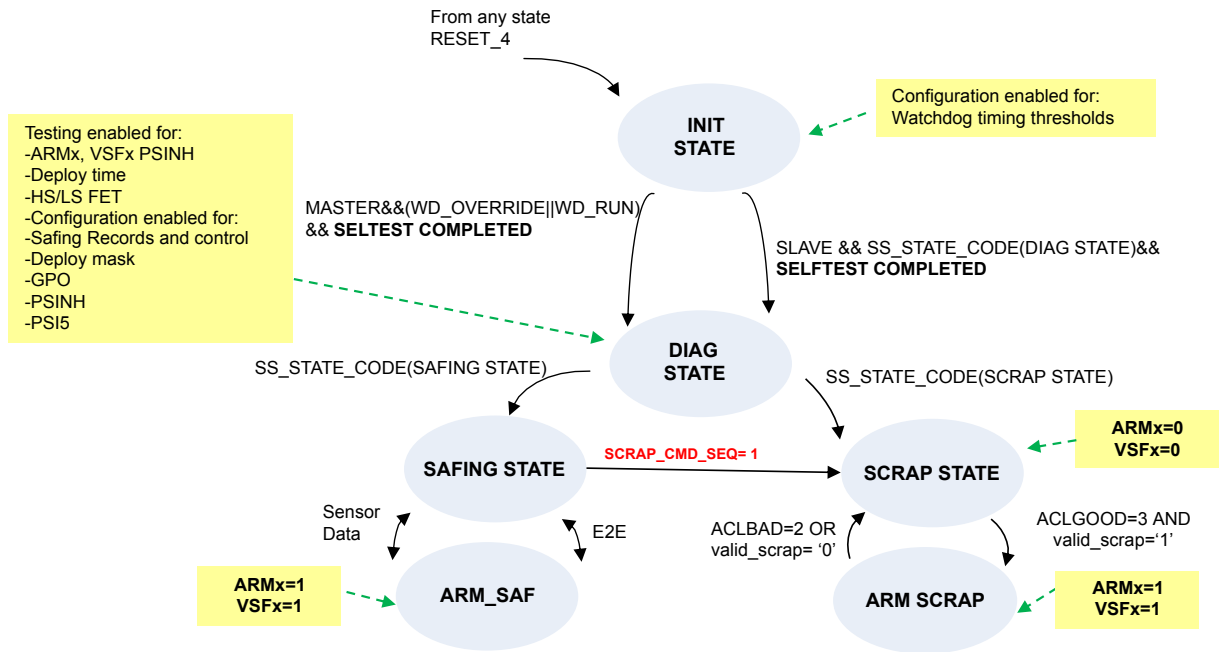 From any state
RESET_4
INIT
STATE
Configuration enabled for:
Watchdog timing thresholds
Testing enabled for:
-ARMx, VSFx PSINH
-Deploy time
-HS/LS FET
-Configuration enabled for:
-Safing Records and control
-Deploy mask
-GPO
-PSINH
-PSI5
MASTER&&(WD_OVERRIDE||WD_RUN)
&& SELTEST COMPLETED
SLAVE && SS_STATE_CODE(DIAG STATE)&&
SELFTEST COMPLETED
DIAG
STATE
SS_STATE_CODE(SAFING STATE)
SS_STATE_CODE(SCRAP STATE)
SAFING STATE
SCRAP_CMD_SEQ= 1
SCRAP STATE
ARMx=0
VSFx=0
Sensor
Data
E2E
ACLBAD=2 OR
valid_scrap= ‘0’
ACLGOOD=3 AND
valid_scrap=‘1’
ARMx=1
VSFx=1
ARM_SAF
ARM SCRAP
ARMx=1
VSFx=1